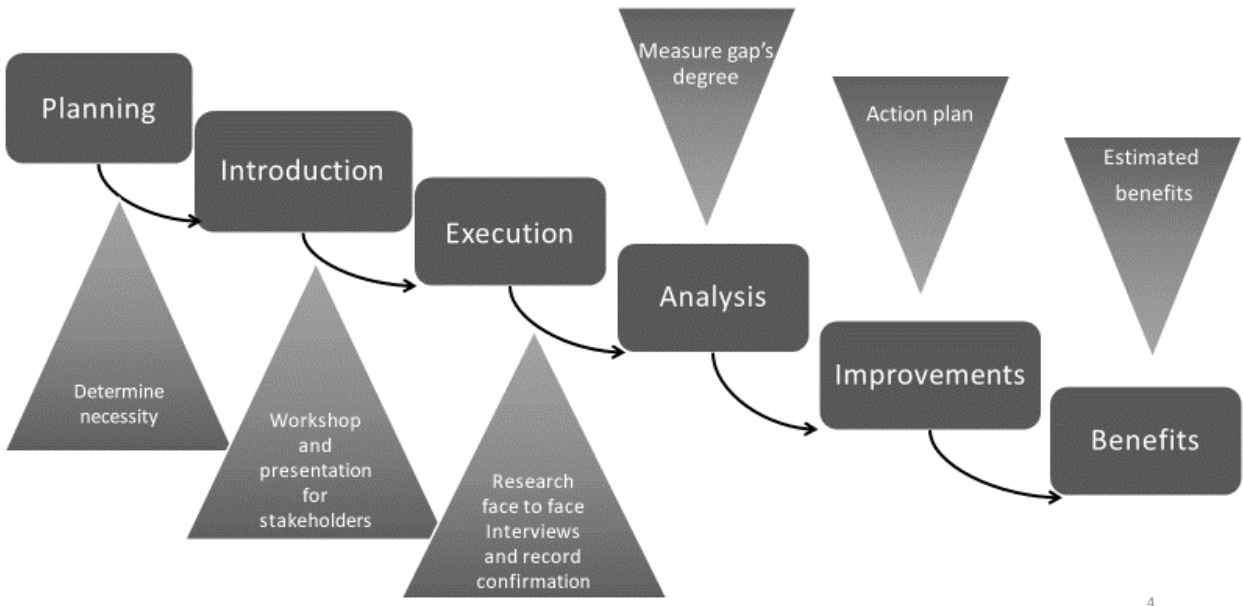 Planning
Introduction
Execution
Analysis
Improvements
Benefits
Determine
necessity
Workshop
and
presentation
for
stakeholders
Research
face to face
Interviews
and record
confirmation
Measure gap's
degree
Action plan
Estimated
benefits
4